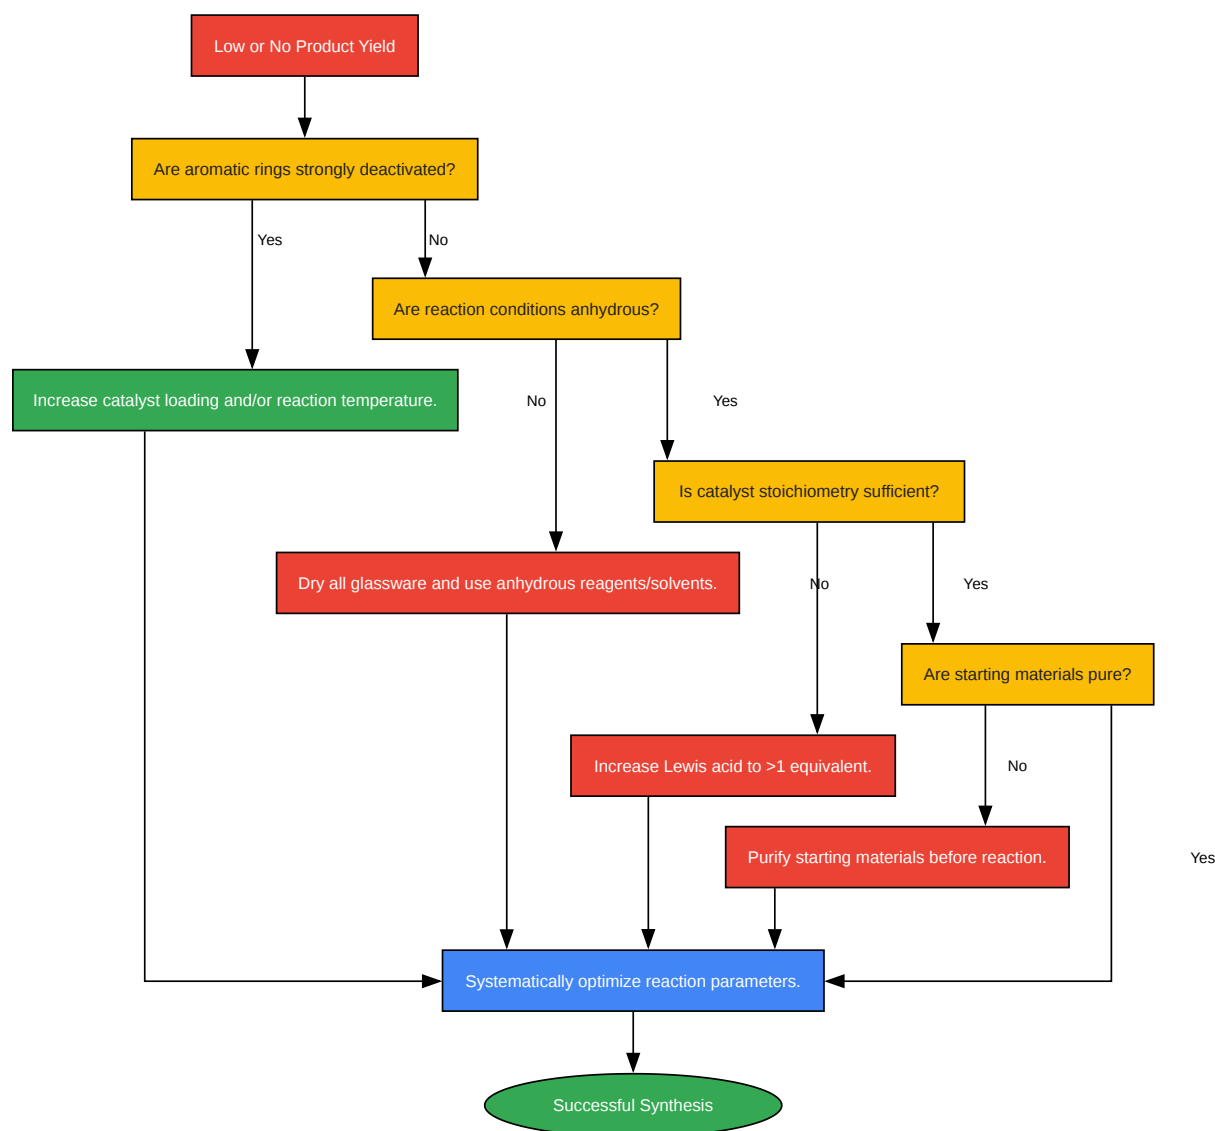 Low or No Product Yield
Are aromatic rings strongly deactivated?
Yes
No
Are reaction conditions anhydrous?
Increase catalyst loading and/or reaction temperature.
No
Yes
Is catalyst stoichiometry sufficient?
Dry all glassware and use anhydrous reagents/solvents.
No
Yes
Are starting materials pure?
Increase Lewis acid to >1 equivalent.
No
Purify starting materials before reaction.
Yes
Systematically optimize reaction parameters.
Successful Synthesis